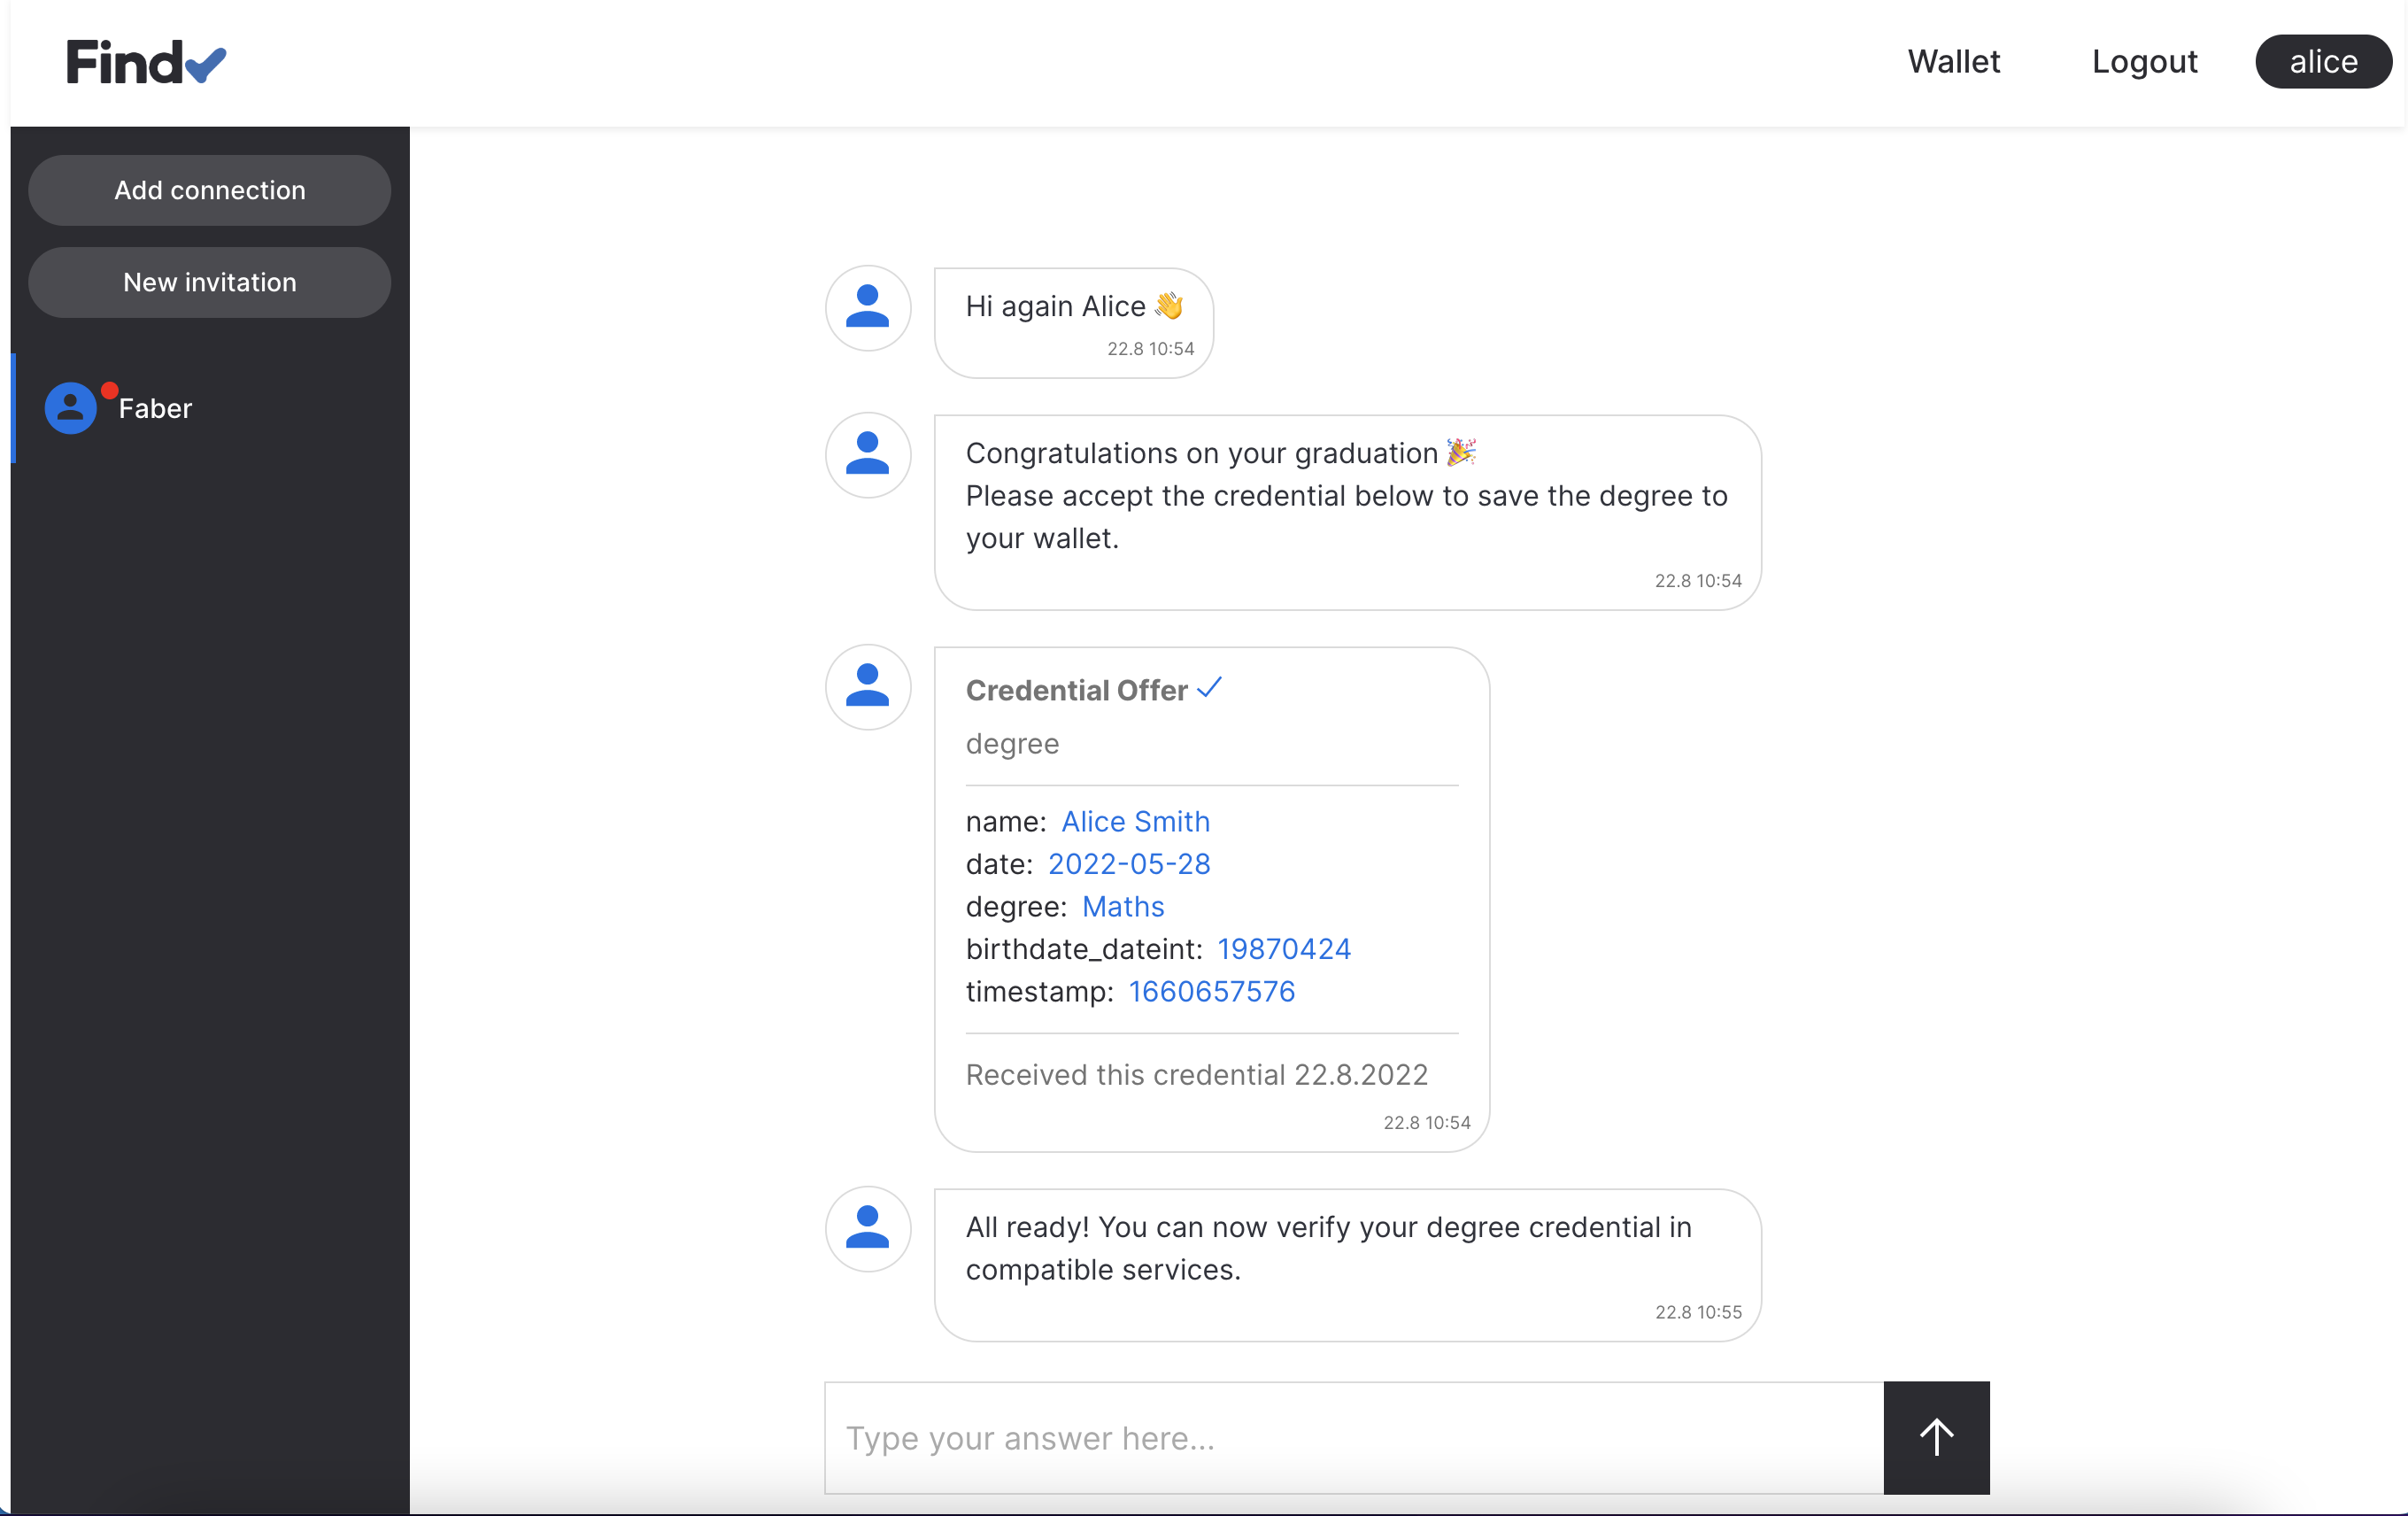 Find
Wallet
Logout
alice
Add connection
New invitation
Faber
Hi again Alice 👋
22.8 10:54
Congratulations on your graduation 🎉
Please accept the credential below to save the degree to
your wallet.
22.8 10:54
Credential Offer ✓
degree
name: Alice Smith
date: 2022-05-28
degree: Maths
birthdate_dateint: 19870424
timestamp: 1660657576
Received this credential 22.8.2022
22.8 10:54
All ready! You can now verify your degree credential in
compatible services.
22.8 10:55
Type your answer here...